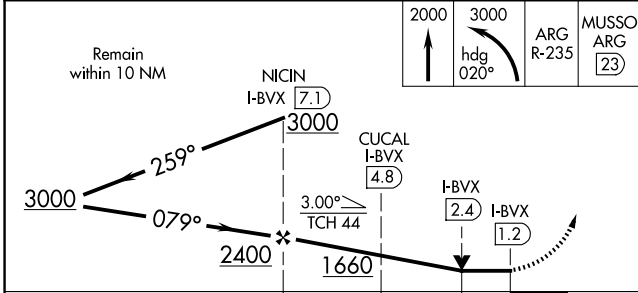 2000
3000
hdg
020°
ARG
R-235
MUSSO
ARG
23
Remain
within 10 NM
NICIN
I-BVX 7.1
3000
259°
3000
079°
2400
CUCAL
I-BVX
4.8
3.00°
TCH 44
1660
I-BVX
2.4
I-BVX
1.2